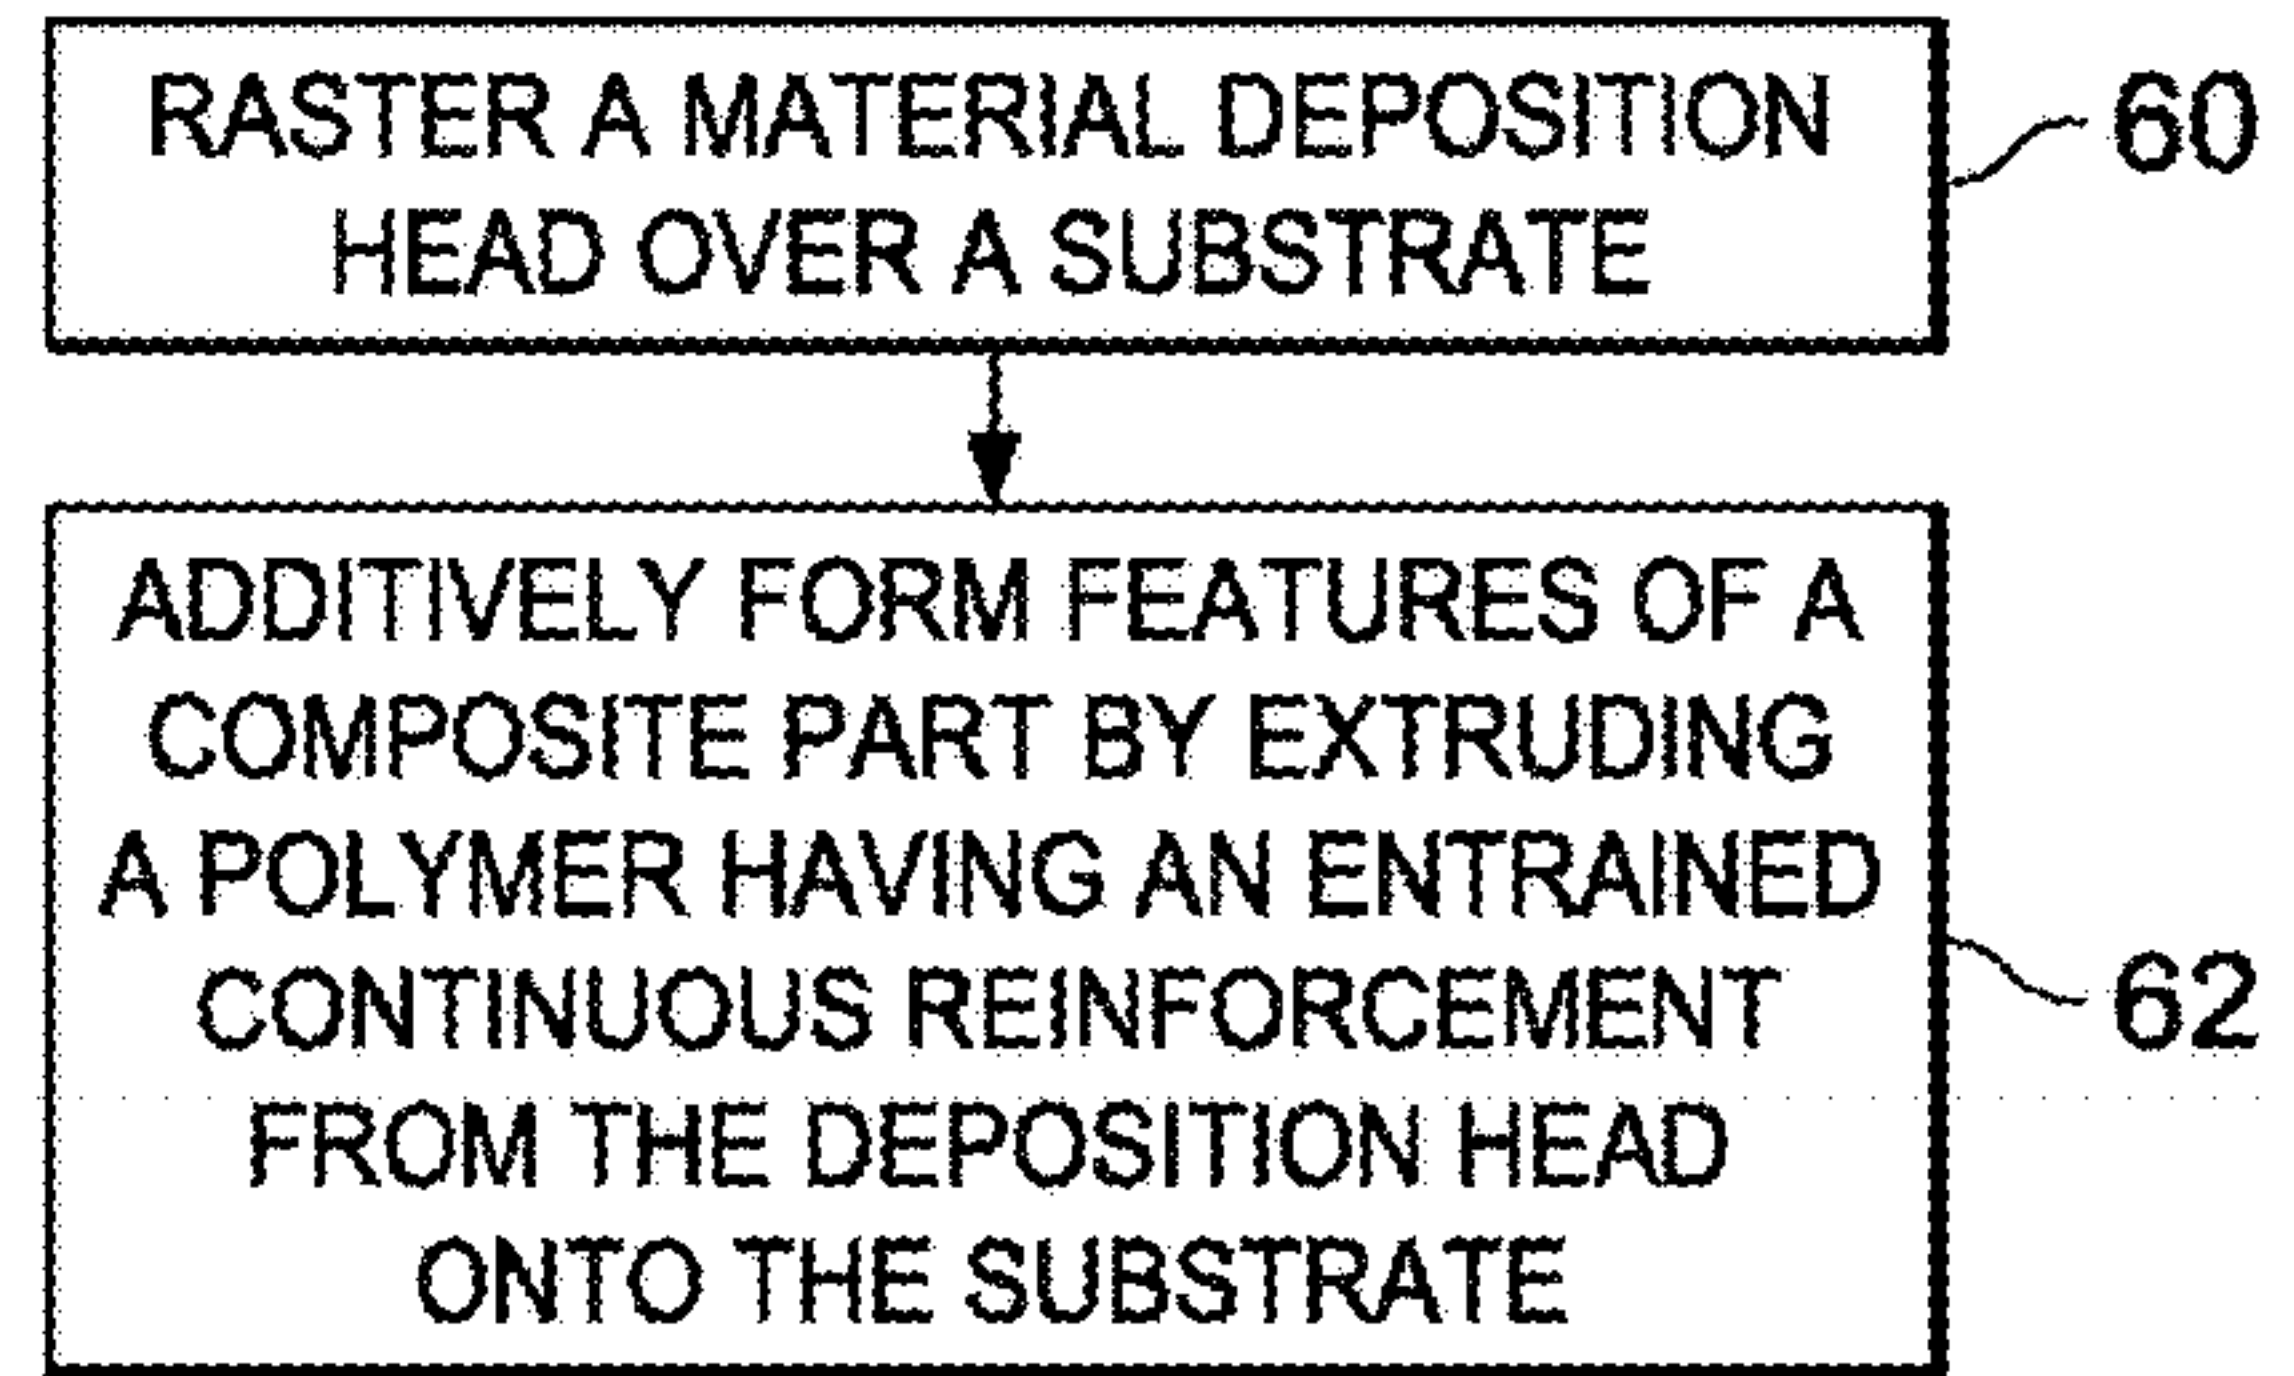 RASTER A MATERIAL DEPOSITION
HEAD OVER A SUBSTRATE
60
ADDITIVELY FORM FEATURES OF A
COMPOSITE PART BY EXTRUDING
A POLYMER HAVING AN ENTRAINED
CONTINUOUS REINFORCEMENT
FROM THE DEPOSITION HEAD
ONTO THE SUBSTRATE
62